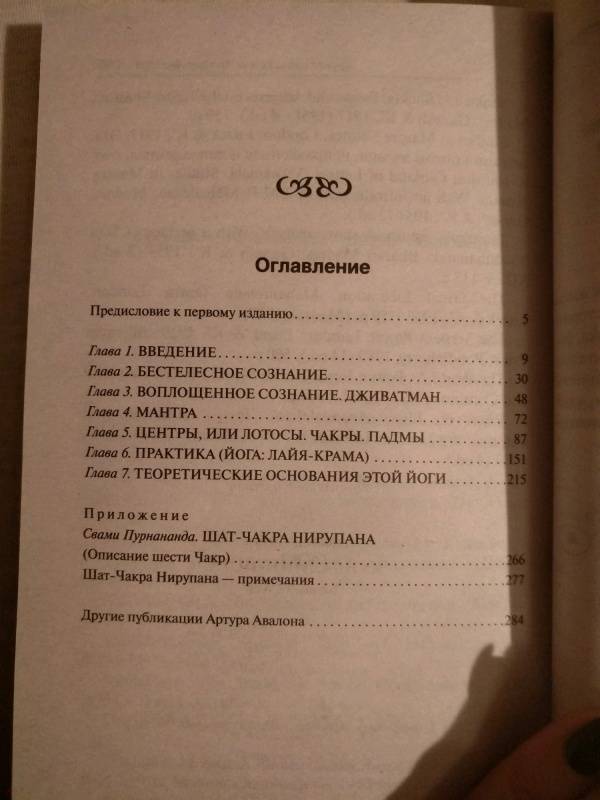 Оглавление
Предисловие к первому изданию . . . . . . . . . . . . . . . . . . . . . . . . . . . . 5
Глава 1. ВВЕДЕНИЕ . . . . . . . . . . . . . . . . . . . . . . . . . . . . . . . . . . . . . . 9
Глава 2. БЕСТЕЛЕСНОЕ СОЗНАНИЕ. . . . . . . . . . . . . . . . . . . . . . . . 30
Глава 3. ВОПЛОЩЕННОЕ СОЗНАНИЕ. ДЖИВАТМАН . . . . . . . . . . 48
Глава 4. МАНТРА . . . . . . . . . . . . . . . . . . . . . . . . . . . . . . . . . . . . . . . . 72
Глава 5. ЦЕНТРЫ, ИЛИ ЛОТОСЫ. ЧАКРЫ. ПАДМЫ . . . . . . . . . . . . 87
Глава 6. ПРАКТИКА (ЙОГА: ЛАЙЯ-КРАМА) . . . . . . . . . . . . . . . . . . .151
Глава 7. ТЕОРЕТИЧЕСКИЕ ОСНОВАНИЯ ЭТОЙ ЙОГИ . . . . . . . . .215
Приложение
Свами Пурнананда. ШАТ-ЧАКРА НИРУПАНА
(Описание шести Чакр) . . . . . . . . . . . . . . . . . . . . . . . . . . . . . . . . . . 266
Шат-Чакра Нирупана — примечания . . . . . . . . . . . . . . . . . . . . . . . 277
Другие публикации Артура Авалона . . . . . . . . . . . . . . . . . . . . . . . . 284